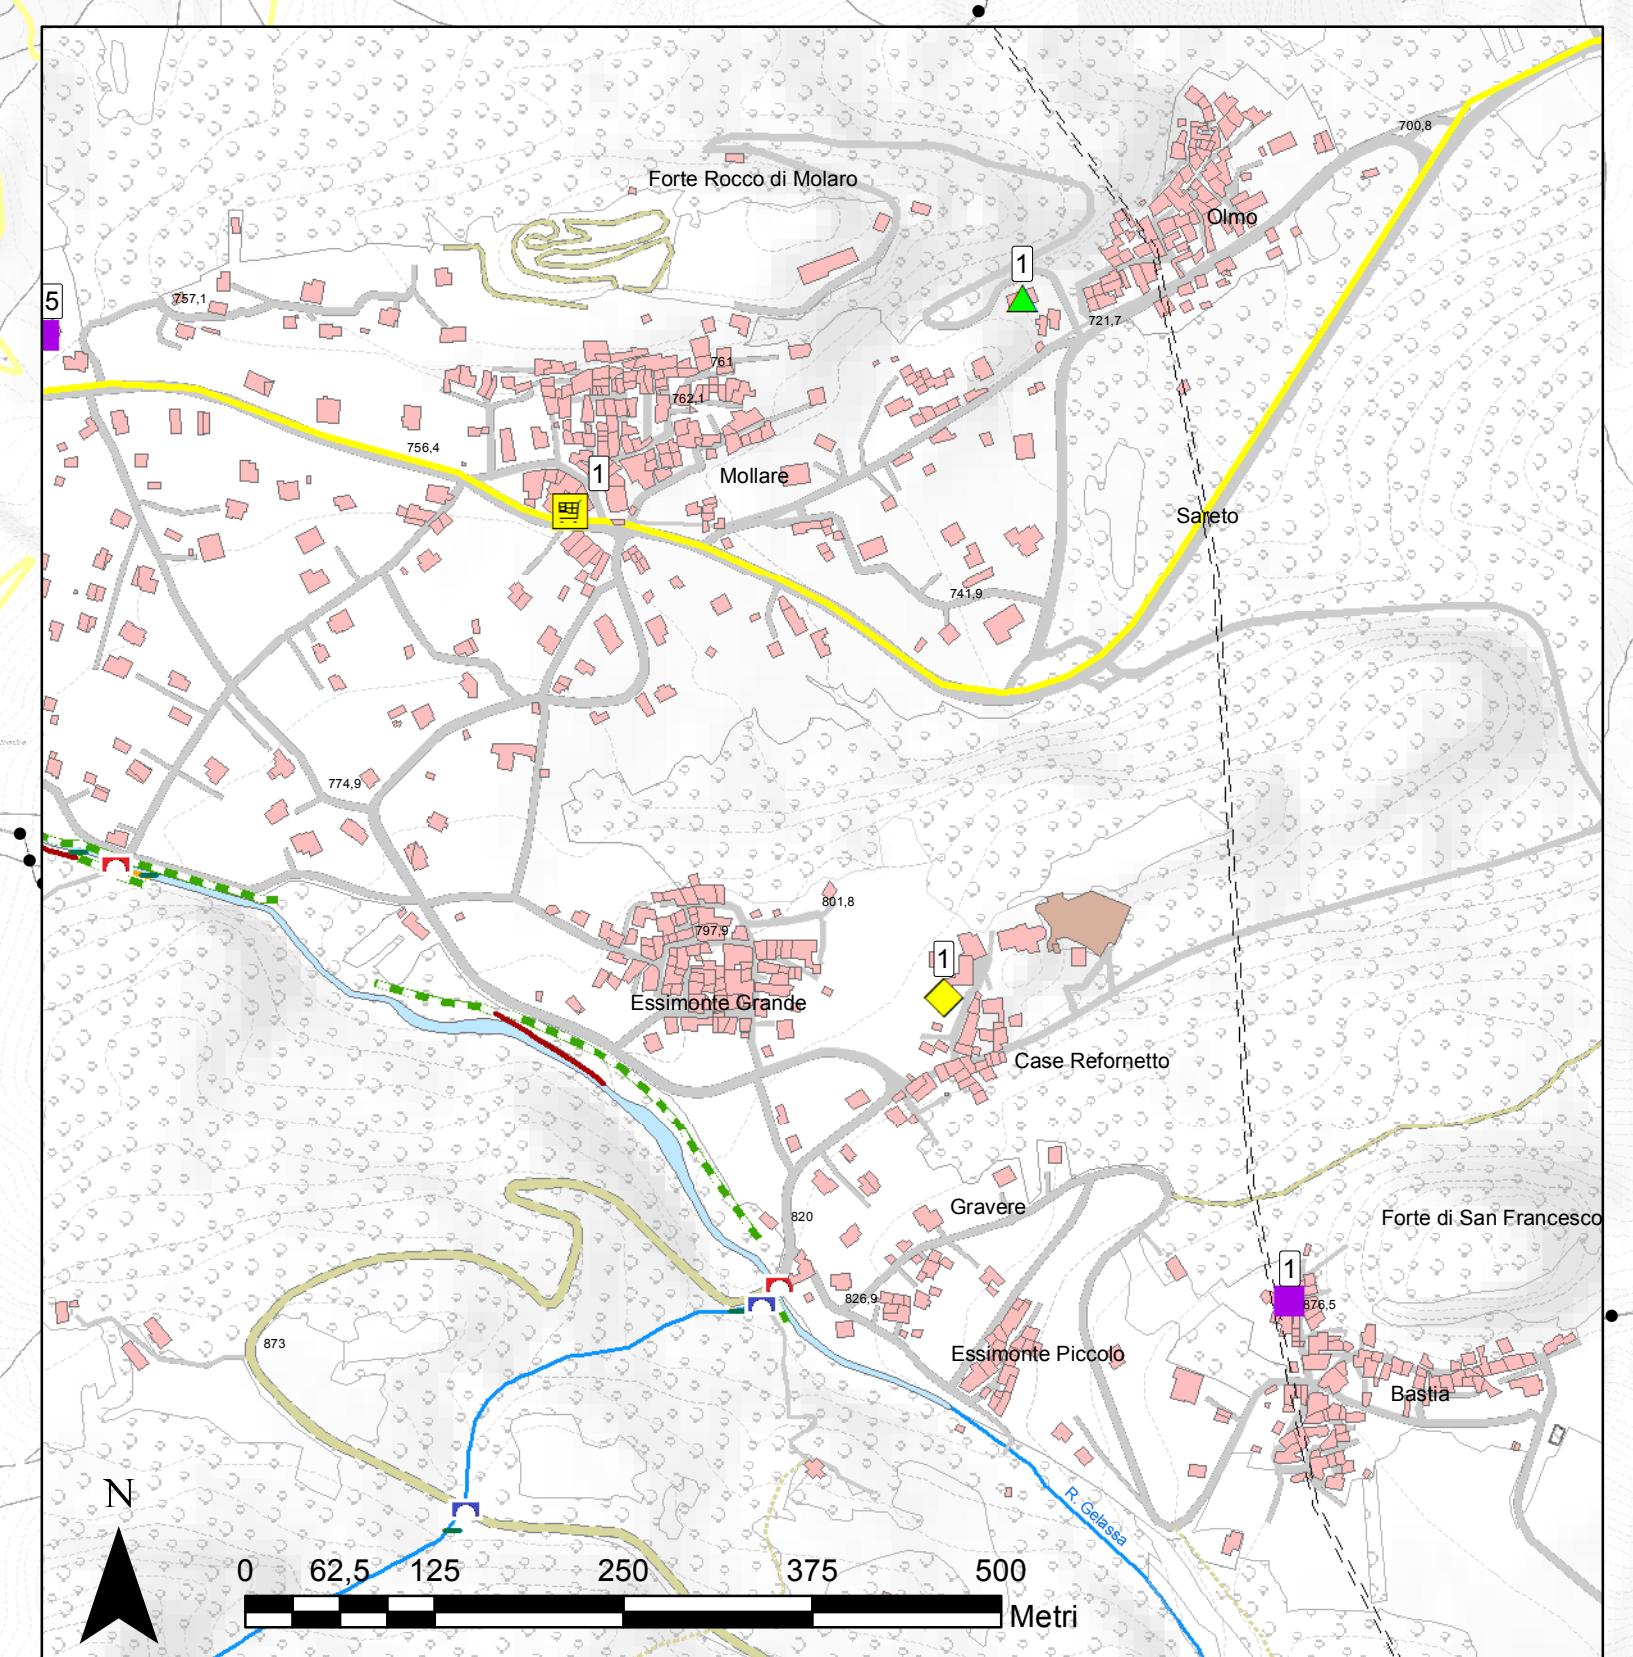 700,8
Forte Rocco di Molaro
Olmo
1
5
757,1
721,7
761
762,1
756,4
1
Mollare
Sareto
741,9
774,9
801,8
797,9
1
Essimonte Grande
Case Refornetto
Gravere
820
Forte di San Francesco
1
826,9
876,5
873
Essimonte Piccolo
Bastia
N
R. Gelassa
0 62,5 125 250 375 500
Metri